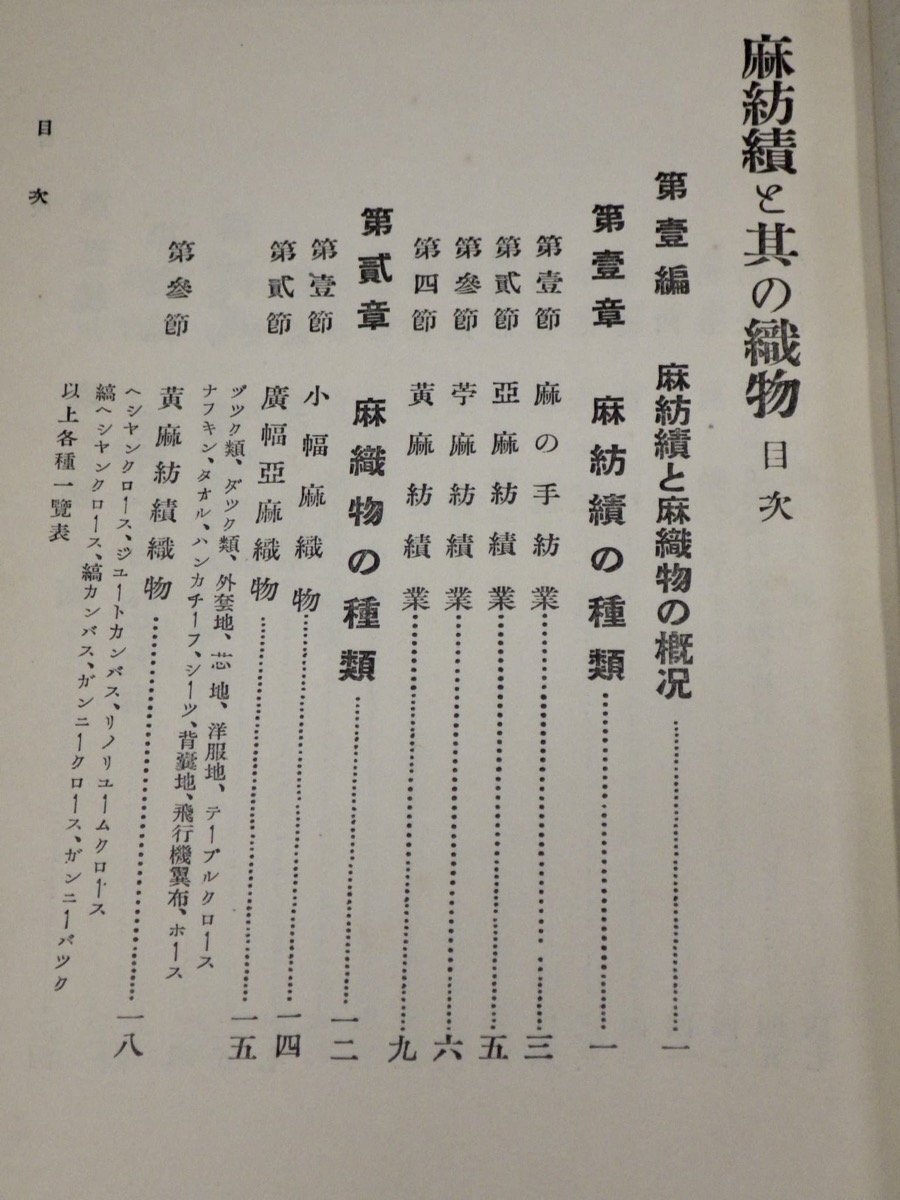 麻紡績と其の織物 目次
第壹編 麻紡績と麻織物の概況……一
第壹章 麻紡績の種類……一
第壹節 麻の手紡業……三
第貳節 亞麻紡績業……五
第參節 苧麻紡績業……六
第四節 黃麻紡績業……九
第貳章 麻織物の種類……一二
第壹節 小幅麻織物……一四
第貳節 廣幅亞麻織物……一五
ヅツク類、ダツク類、外套地、芯地、洋服地、テーブルクロース
ナフキン、タオル、ハンカチーフ、シーツ、背囊地、飛行機翼布、ホース
第參節 黃麻紡績織物……一八
ヘシヤンクロース、ジユートカンバス、リノリユームクロース
縞ヘシヤンクロース、縞カンバス、ガンニークロース、ガンニーバツク
以上各種一覽表
目次